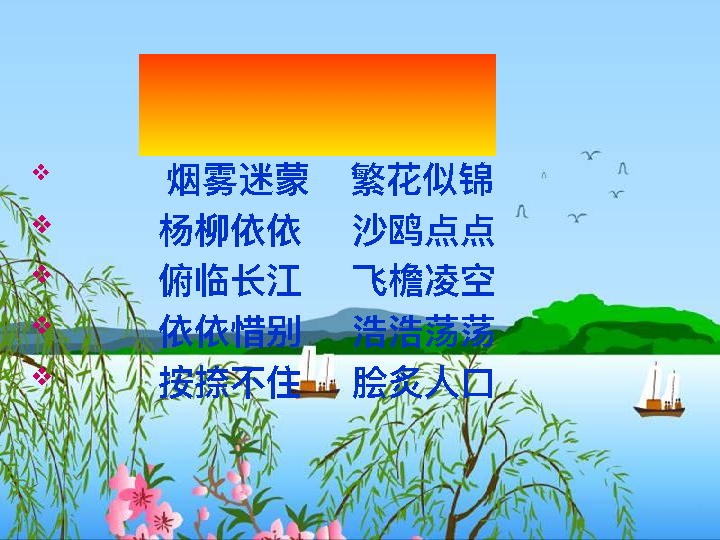 烟雾迷蒙 繁花似锦
杨柳依依 沙鸥点点
俯临长江 飞檐凌空
依依惜别 浩浩荡荡
按捺不住 脍炙人口